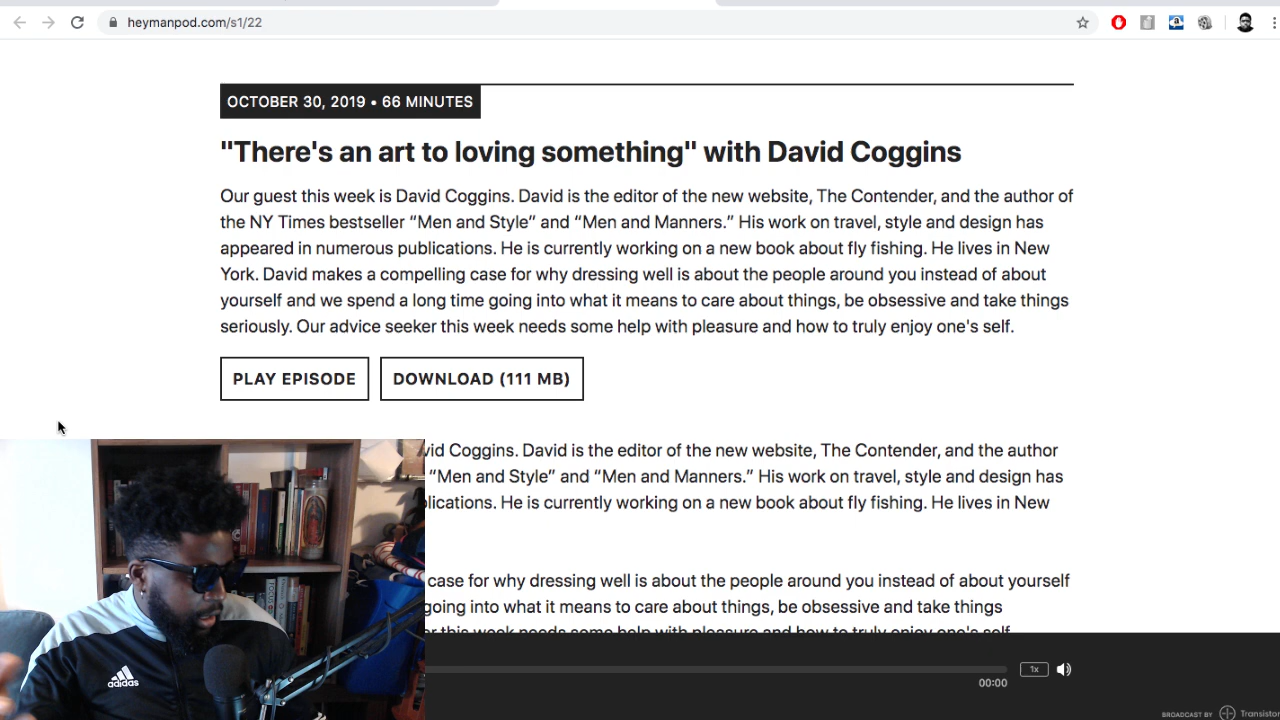 heymanpod.com/s1/22
OCTOBER 30, 2019 • 66 MINUTES
"There's an art to loving something" with David Coggins
Our guest this week is David Coggins. David is the editor of the new website, The Contender, and the author of
the NY Times bestseller “Men and Style” and “Men and Manners.” His work on travel, style and design has
appeared in numerous publications. He is currently working on a new book about fly fishing. He lives in New
York. David makes a compelling case for why dressing well is about the people around you instead of about
yourself and we spend a long time going into what it means to care about things, be obsessive and take things
seriously. Our advice seeker this week needs some help with pleasure and how to truly enjoy one's self.
PLAY EPISODE DOWNLOAD (111 MB)
Coggins. David is the editor of the new website, The Contender, and the author
“Men and Style” and “Men and Manners.” His work on travel, style and design has
He is currently working on a new book about fly fishing. He lives in New
case for why dressing well is about the people around you instead of about yourself
going into what it means to care about things, be obsessive and take things
this week needs some help with pleasure and how to truly enjoy one's self.
1x
00:00
BROADCAST BY Transistor
adidas